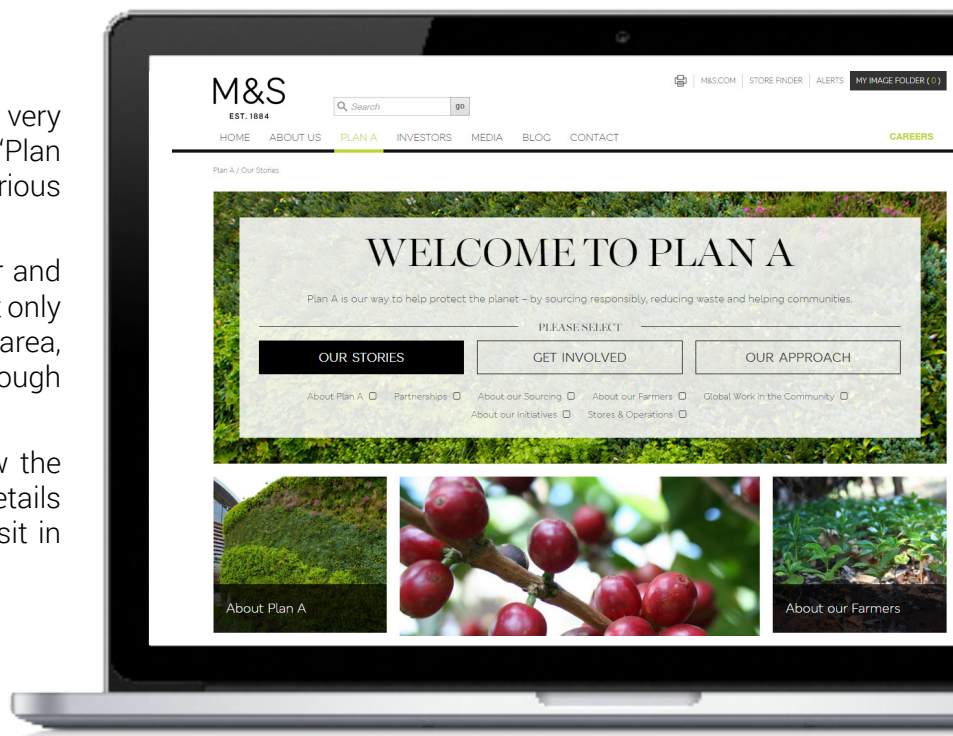 very
“Plan
rious
r and
t only
area,
ough
w the
etails
sit in
M&S
EST. 1884
M&S.COM STORE FINDER ALERTS MY IMAGE FOLDER ( 0 )
Search go
HOME ABOUT US PLAN A INVESTORS MEDIA BLOG CONTACT CAREERS
Plan A / Our Stories
WELCOME TO PLAN A
Plan A is our way to help protect the planet – by sourcing responsibly, reducing waste and helping communities.
PLEASE SELECT
OUR STORIES GET INVOLVED OUR APPROACH
About Plan A Partnerships About our Sourcing About our Farmers Global Work in the Community
About our Initiatives Stores & Operations
About Plan A
About our Farmers